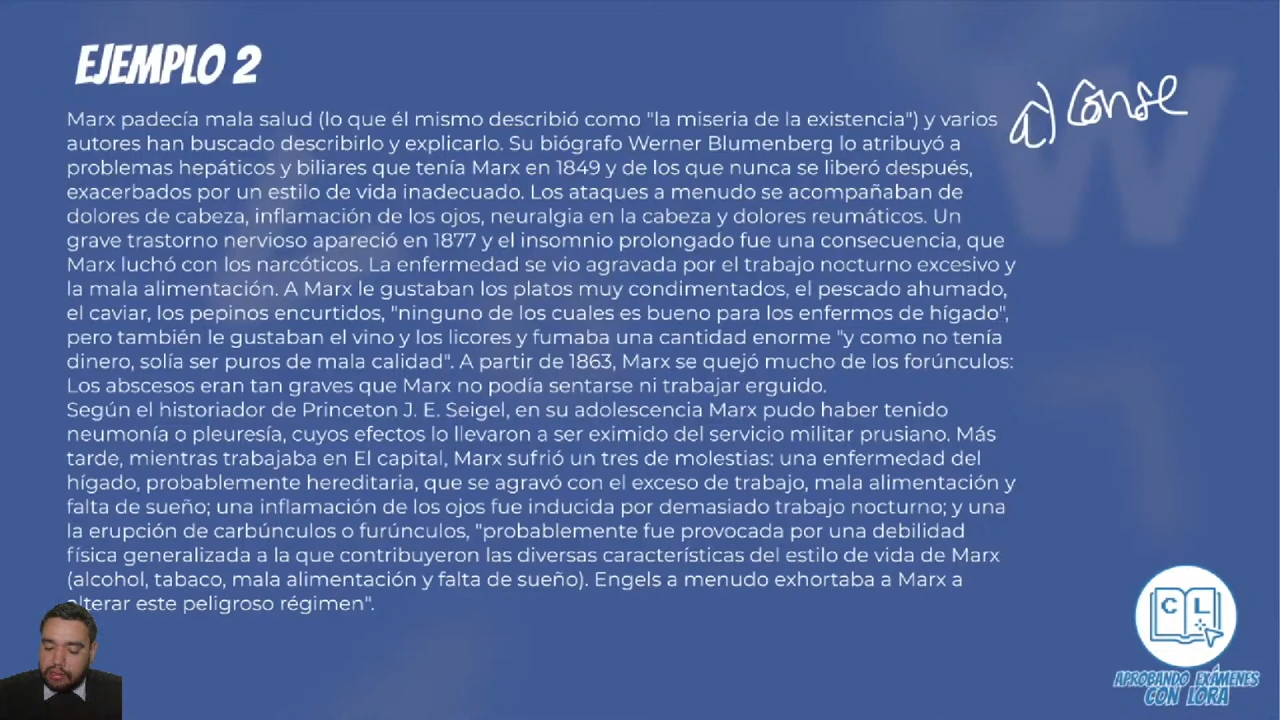 EJEMPLO 2
Marx padecía mala salud (lo que él mismo describió como "la miseria de la existencia") y varios
autores han buscado describirlo y explicarlo. Su biógrafo Werner Blumenberg lo atribuyó a
problemas hepáticos y biliares que tenía Marx en 1849 y de los que nunca se liberó después,
exacerbados por un estilo de vida inadecuado. Los ataques a menudo se acompañaban de
dolores de cabeza, inflamación de los ojos, neuralgia en la cabeza y dolores reumáticos. Un
grave trastorno nervioso apareció en 1877 y el insomnio prolongado fue una consecuencia, que
Marx luchó con los narcóticos. La enfermedad se vio agravada por el trabajo nocturno excesivo y
la mala alimentación. A Marx le gustaban los platos muy condimentados, el pescado ahumado,
el caviar, los pepinos encurtidos, "ninguno de los cuales es bueno para los enfermos de hígado",
pero también le gustaban el vino y los licores y fumaba una cantidad enorme "y como no tenía
dinero, solía ser puros de mala calidad". A partir de 1863, Marx se quejó mucho de los forúnculos:
Los abscesos eran tan graves que Marx no podía sentarse ni trabajar erguido.
Según el historiador de Princeton J. E. Seigel, en su adolescencia Marx pudo haber tenido
neumonía o pleuresía, cuyos efectos lo llevaron a ser eximido del servicio militar prusiano. Más
tarde, mientras trabajaba en El capital, Marx sufrió un tres de molestias: una enfermedad del
hígado, probablemente hereditaria, que se agravó con el exceso de trabajo, mala alimentación y
falta de sueño; una inflamación de los ojos fue inducida por demasiado trabajo nocturno; y una
la erupción de carbúnculos o furúnculos, "probablemente fue provocada por una debilidad
física generalizada a la que contribuyeron las diversas características del estilo de vida de Marx
(alcohol, tabaco, mala alimentación y falta de sueño). Engels a menudo exhortaba a Marx a
alterar este peligroso régimen".
a) Conse
C L
APROBANDO EXÁMENES
CON LORA